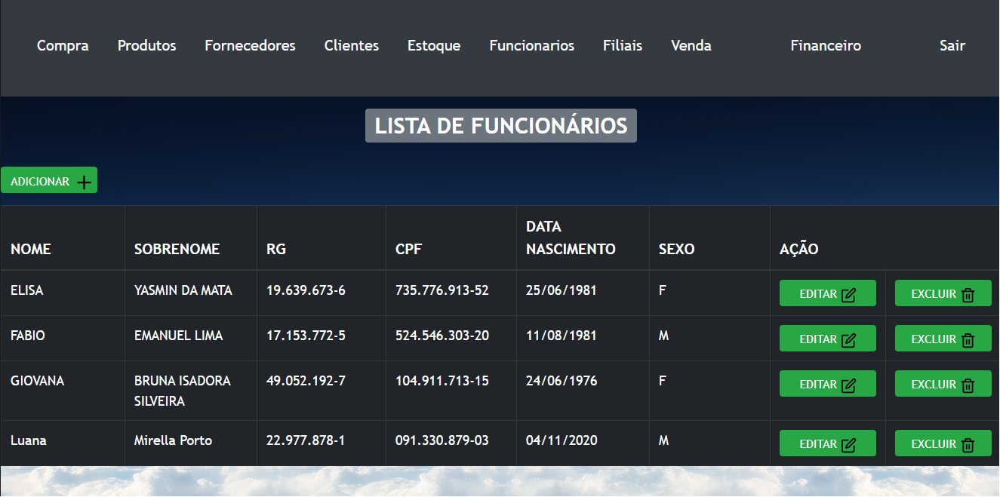 Compra Produtos Fornecedores Clientes Estoque Funcionarios Filiais Venda Financeiro Sair
LISTA DE FUNCIONÁRIOS
ADICIONAR
NOME SOBRENOME RG CPF DATA NASCIMENTO SEXO AÇÃO
ELISA YASMIN DA MATA 19.639.673-6 735.776.913-52 25/06/1981 F EDITAR EXCLUIR
FABIO EMANUEL LIMA 17.153.772-5 524.546.303-20 11/08/1981 M EDITAR EXCLUIR
GIOVANA BRUNA ISADORA SILVEIRA 49.052.192-7 104.911.713-15 24/06/1976 F EDITAR EXCLUIR
Luana Mirella Porto 22.977.878-1 091.330.879-03 04/11/2020 M EDITAR EXCLUIR